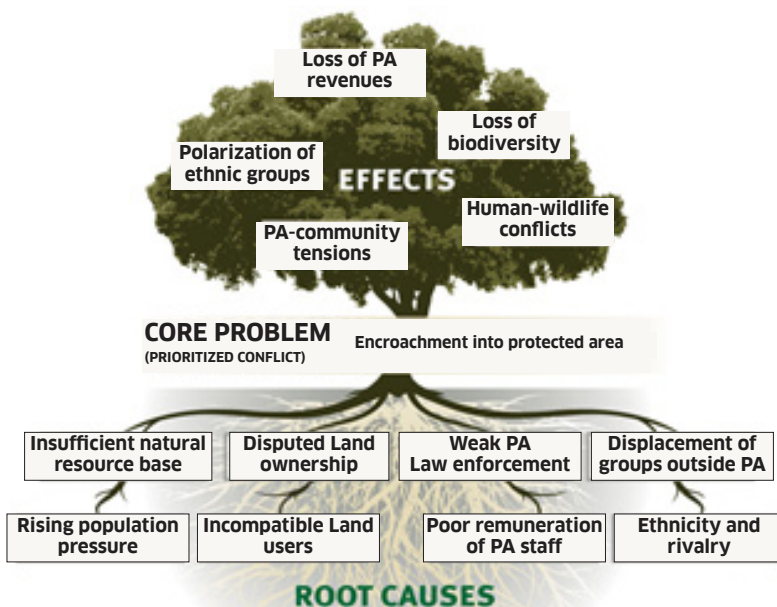 Loss of PA
revenues
Loss of
biodiversity
Polarization of
ethnic groups
EFFECTS
Human-wildlife
conflicts
PA-community
tensions
CORE PROBLEM
(PRIORITIZED CONFLICT)
Encroachment into protected area
Insufficient natural
resource base
Disputed Land
ownership
Weak PA
Law enforcement
Displacement of
groups outside PA
Rising population
pressure
Incompatible Land
users
Poor remuneration
of PA staff
Ethnicity and
rivalry
ROOT CAUSES